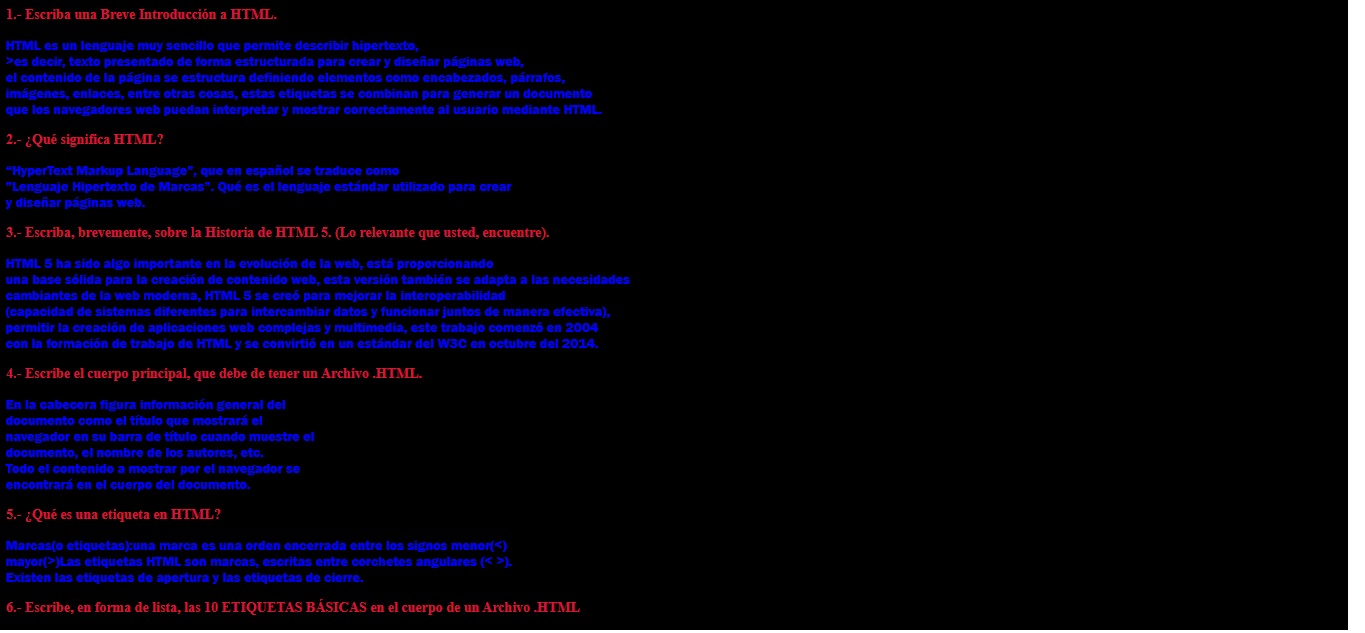 1.- Escriba una Breve Introducción a HTML.
HTML es un lenguaje muy sencillo que permite describir hipertexto,
>es decir, texto presentado de forma estructurada para crear y diseñar páginas web,
el contenido de la página se estructura definiendo elementos como encabezados, párrafos,
imágenes, enlaces, entre otras cosas, estas etiquetas se combinan para generar un documento
que los navegadores web puedan interpretar y mostrar correctamente al usuario mediante HTML.
2.- ¿Qué significa HTML?
“HyperText Markup Language”, que en español se traduce como
"Lenguaje Hipertexto de Marcas". Qué es el lenguaje estándar utilizado para crear
y diseñar páginas web.
3.- Escriba, brevemente, sobre la Historia de HTML 5. (Lo relevante que usted, encuentre).
HTML 5 ha sido algo importante en la evolución de la web, está proporcionando
una base sólida para la creación de contenido web, esta versión también se adapta a las necesidades
cambiantes de la web moderna, HTML 5 se creó para mejorar la interoperabilidad
(capacidad de sistemas diferentes para intercambiar datos y funcionar juntos de manera efectiva),
permitir la creación de aplicaciones web complejas y multimedia, este trabajo comenzó en 2004
con la formación de trabajo de HTML y se convirtió en un estándar del W3C en octubre del 2014.
4.- Escribe el cuerpo principal, que debe de tener un Archivo .HTML.
En la cabecera figura información general del
documento como el título que mostrará el
navegador en su barra de título cuando muestre el
documento, el nombre de los autores, etc.
Todo el contenido a mostrar por el navegador se
encontrará en el cuerpo del documento.
5.- ¿Qué es una etiqueta en HTML?
Marcas(o etiquetas):una marca es una orden encerrada entre los signos menor(<)
mayor(>)Las etiquetas HTML son marcas, escritas entre corchetes angulares (< >).
Existen las etiquetas de apertura y las etiquetas de cierre.
6.- Escribe, en forma de lista, las 10 ETIQUETAS BÁSICAS en el cuerpo de un Archivo .HTML